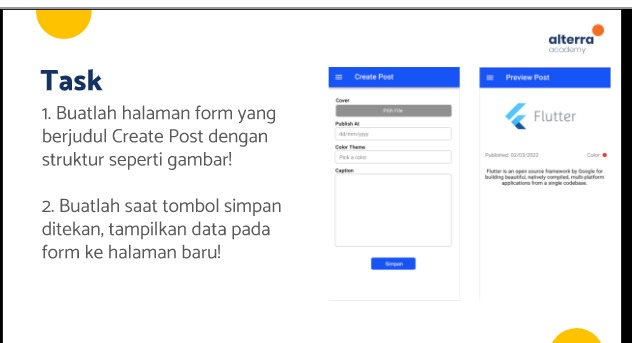 alterra
academy
Task
1. Buatlah halaman form yang
berjudul Create Post dengan
struktur seperti gambar!
2. Buatlah saat tombol simpan
ditekan, tampilkan data pada
form ke halaman baru!
Create Post
Cover
Pilih File
Publish At
dd/mm/yyyy
Color Theme
Pick a color
Caption
Simpan
Preview Post
Flutter
Published: 02/03/2022
Color:
Flutter is an open source framework by Google for
building beautiful, natively compiled, multi-platform
applications from a single codebase.